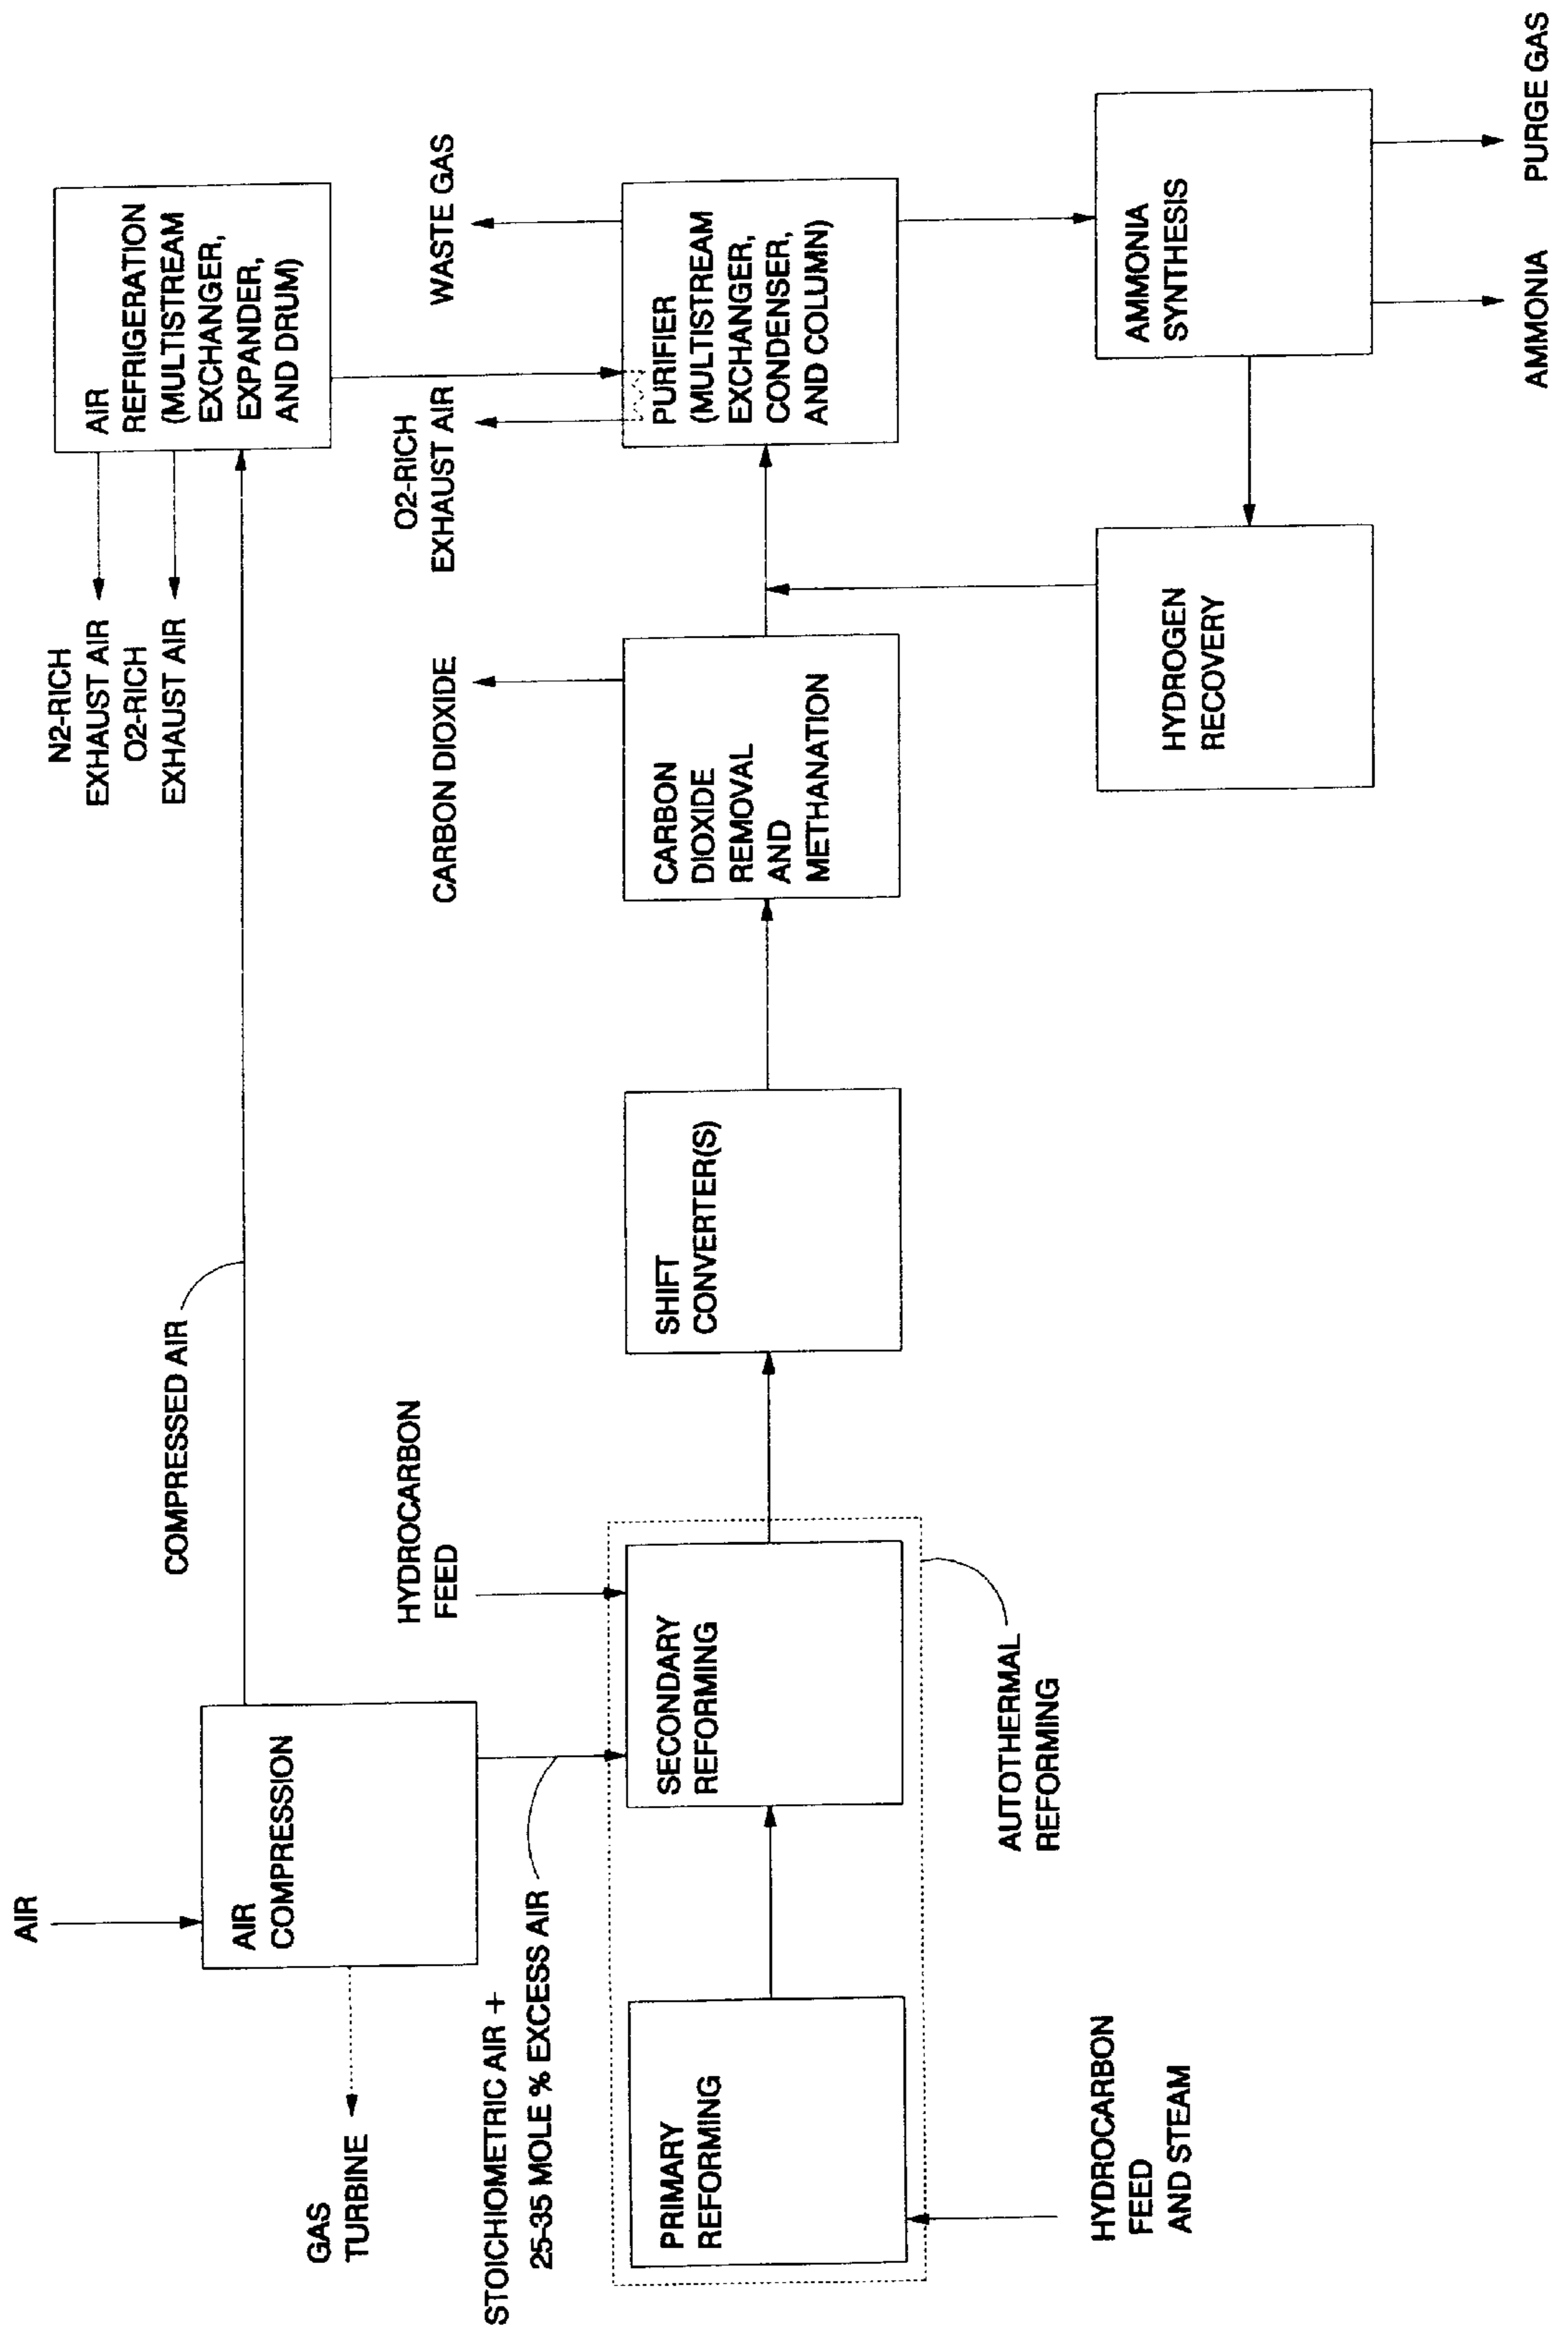 AIR
AIR
COMPRESSION
GAS
TURBINE
COMPRESSED AIR
N2-RICH
EXHAUST AIR
O2-RICH
EXHAUST AIR
AIR
REFRIGERATION
(MULTISTREAM
EXCHANGER,
EXPANDER,
AND DRUM)
STOICHIOMETRIC AIR +
25-35 MOLE % EXCESS AIR
HYDROCARBON
FEED
CARBON DIOXIDE
O2-RICH
EXHAUST AIR
WASTE GAS
PRIMARY
REFORMING
SECONDARY
REFORMING
SHIFT
CONVERTER(S)
CARBON
DIOXIDE
REMOVAL
AND
METHANATION
PURIFIER
(MULTISTREAM
EXCHANGER,
CONDENSER,
AND COLUMN)
HYDROCARBON
FEED
AND STEAM
AUTOTHERMAL
REFORMING
HYDROGEN
RECOVERY
AMMONIA
SYNTHESIS
AMMONIA
PURGE GAS